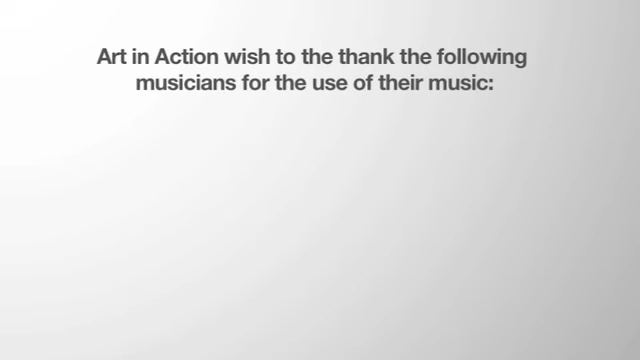 Art in Action wish to the thank the following
musicians for the use of their music: